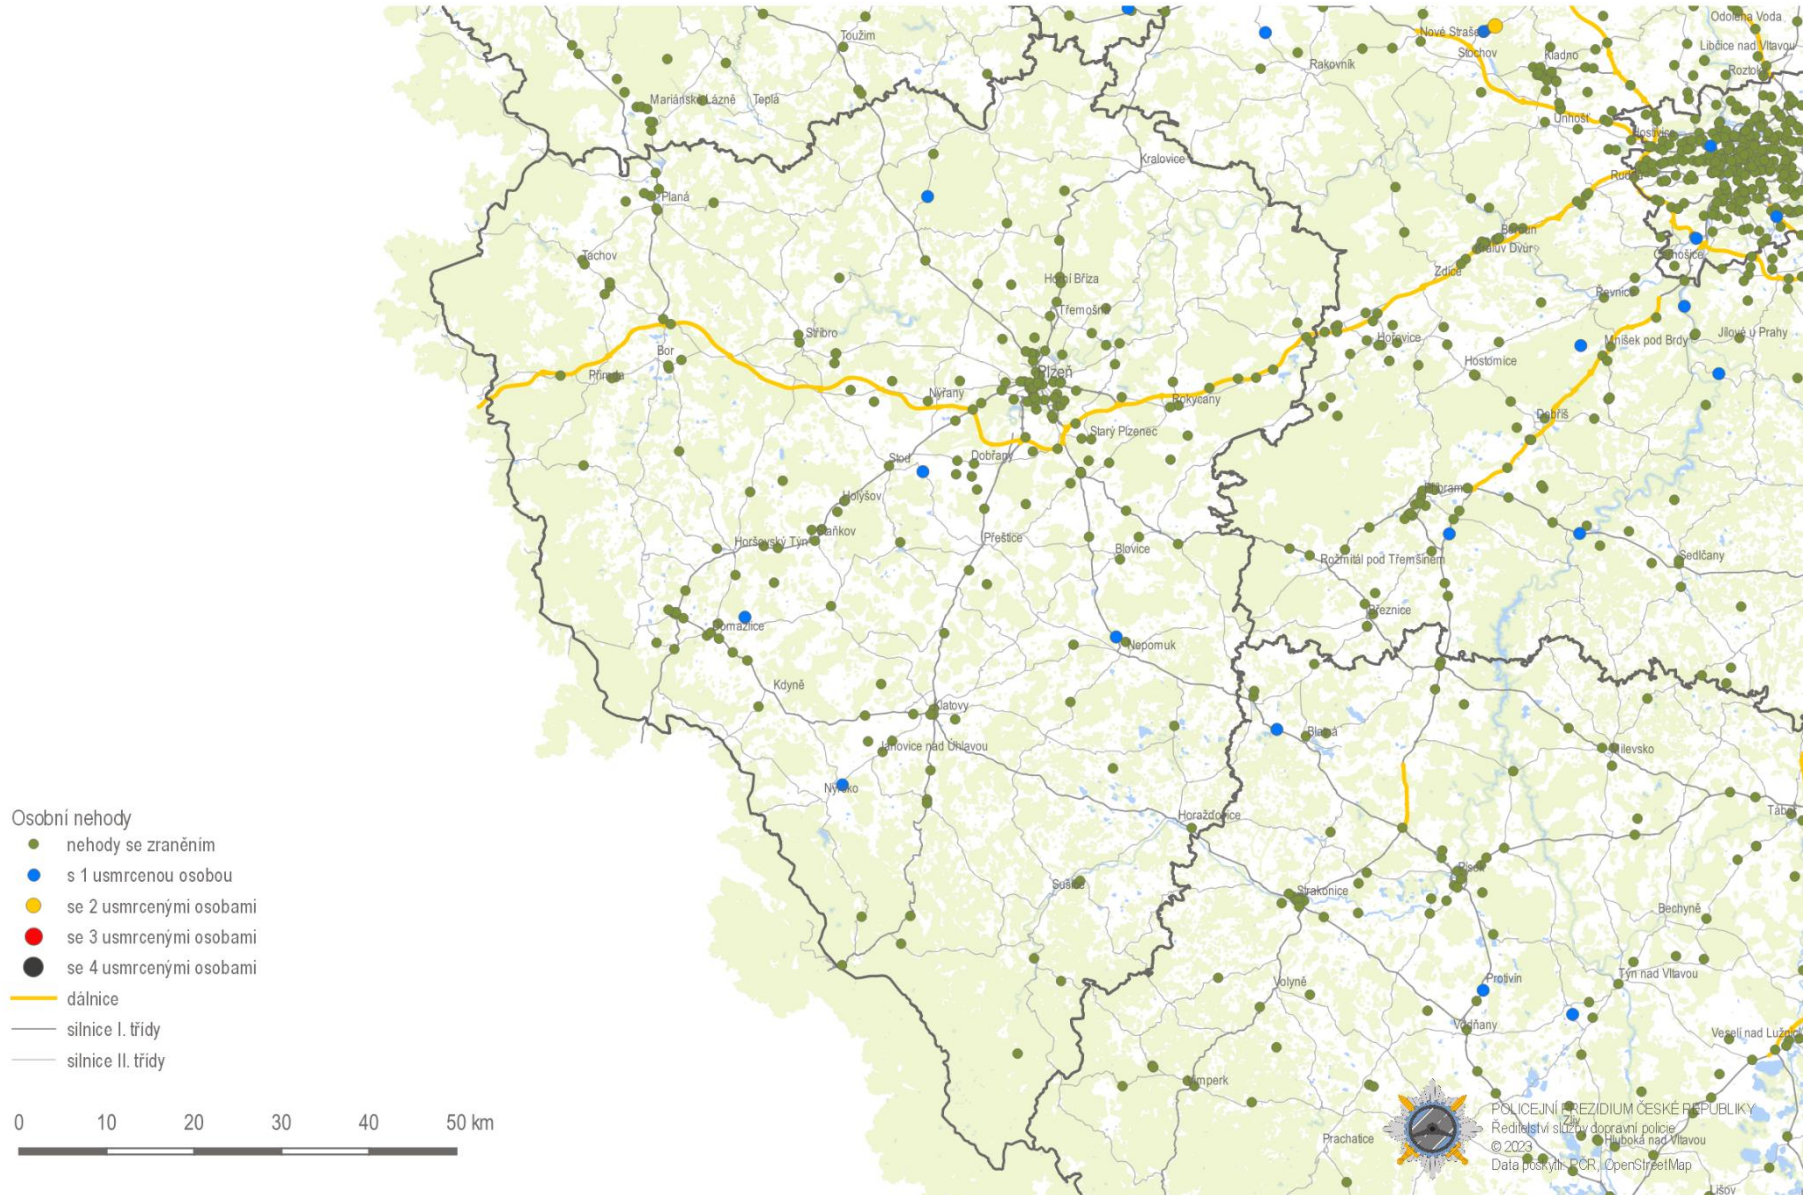 Odolena Voda
Toužim
Nové Strašecí
Libčice nad Vltavou
Stochov
Kladno
Rakovník
Roztoky
Mariánské Lázně
Teplá
Unhošť
Hostivice
Kralovice
Rudná
Planá
Beroun
Králův Dvůr
Tachov
Černošice
Zdice
Horní Bříza
Řevnice
Třemošná
Stříbro
Jílové u Prahy
Hořovice
Mníšek pod Brdy
Bor
Hostomice
Přimda
Plzeň
Nýřany
Rokycany
Dobříš
Starý Plzenec
Stod
Dobřany
Příbram
Holýšov
Staňkov
Horšovský Týn
Přeštice
Blovice
Rožmitál pod Třemšínem
Sedlčany
Březnice
Domažlice
Nepomuk
Kdyně
Klatovy
Blatná
Janovice nad Úhlavou
Milevsko
Nýrsko
Tábor
Horažďovice
Písek
Sušice
Strakonice
Bechyně
Týn nad Vltavou
Protivín
Volyně
Vodňany
Veselí nad Lužnicí
Vimperk
Zliv
Prachatice
Hluboká nad Vltavou
Lišov
Osobní nehody
nehody se zraněním
s 1 usmrcenou osobou
se 2 usmrcenými osobami
se 3 usmrcenými osobami
se 4 usmrcenými osobami
dálnice
silnice I. třídy
silnice II. třídy
0 10 20 30 40 50 km
POLICEJNÍ PREZIDIUM ČESKÉ REPUBLIKY
Ředitelství služby dopravní policie
© 2023
Data poskytli: PČR, OpenStreetMap